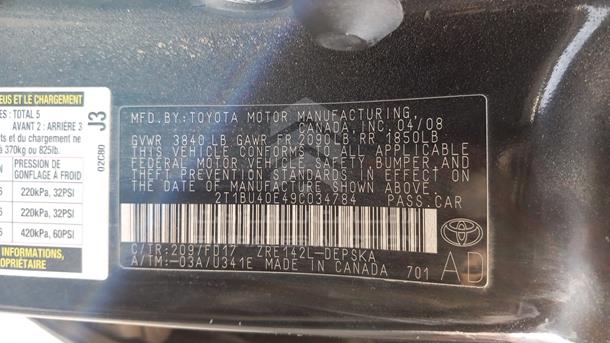 EUS ET LE CHARGEMENT
ES : TOTAL 5
AVANT 2 : ARRIÈRE 3
ts et du chargement ne
à 370kg ou 825lb.
J3
02C80
PRESSION DE
GONFLAGE À FROID
220kPa, 32PSI
220kPa, 32PSI
420kPa, 60PSI
INFORMATIONS,
PROPRIÉTAIRE
MFD.BY:TOYOTA MOTOR MANUFACTURING,
CANADA,INC.04/08
GVWR 3840LB GAWR FR 2090LB RR 1850LB
THIS VEHICLE CONFORMS TO ALL APPLICABLE
FEDERAL MOTOR VEHICLE SAFETY,BUMPER,AND
THEFT PREVENTION STANDARDS IN EFFECT ON
THE DATE OF MANUFACTURE SHOWN ABOVE.
2T1BU40E49C034784 PASS.CAR
C/TR:209/FD17 ZRE142L-DEPSKA
A/TM:-03A/U341E MADE IN CANADA 701
AD